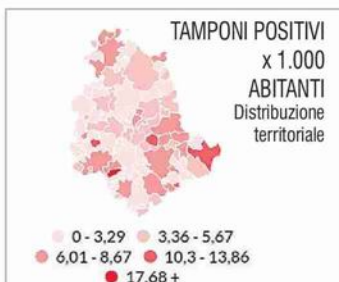 TAMPONI POSITIVI
x 1.000
ABITANTI
Distribuzione
territoriale
0 - 3,29 3,36 - 5,67
6,01 - 8,67 10,3 - 13,86
17,68 +